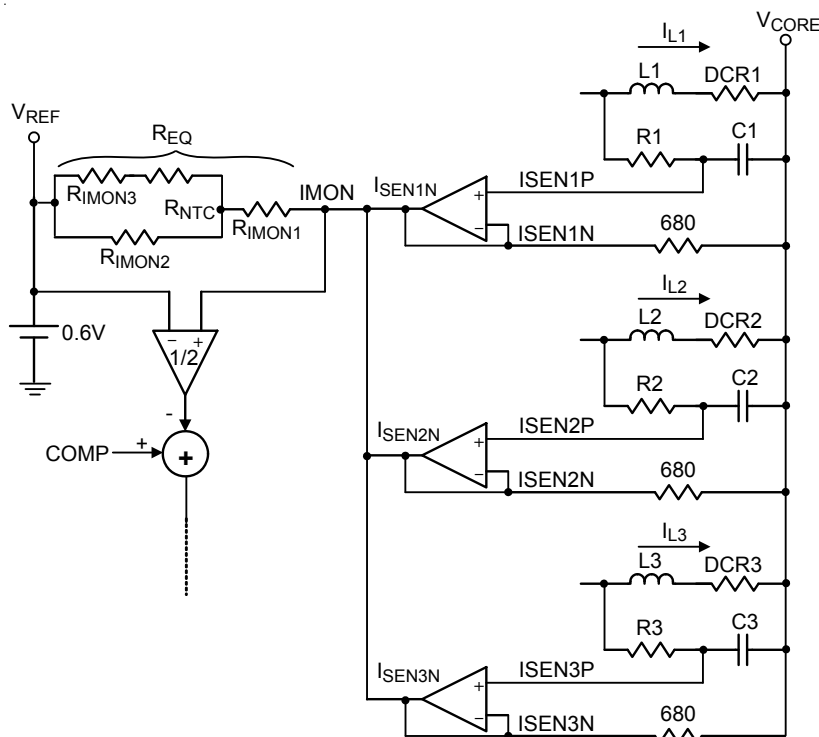 I_L1
V_CORE
L1
DCR1
V_REF
R_EQ
R1
C1
R_IMON3
R_NTC
IMON
I_SEN1N
+
ISEN1P
R_IMON1
−
ISEN1N
680
R_IMON2
I_L2
L2
DCR2
0.6V
− +
1/2
R2
C2
-
I_SEN2N
+
ISEN2P
COMP
+
+
−
ISEN2N
680
I_L3
L3
DCR3
R3
C3
I_SEN3N
+
ISEN3P
−
ISEN3N
680